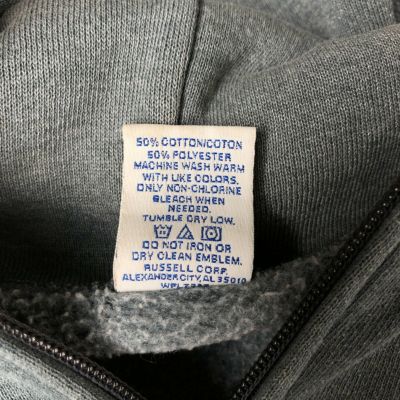 50% COTTON/COTON
50% POLYESTER
MACHINE WASH WARM
WITH LIKE COLORS.
ONLY NON-CHLORINE
BLEACH WHEN
NEEDED.
TUMBLE DRY LOW.
DO NOT IRON OR
DRY CLEAN EMBLEM.
RUSSELL CORP.
ALEXANDER CITY, AL 35010